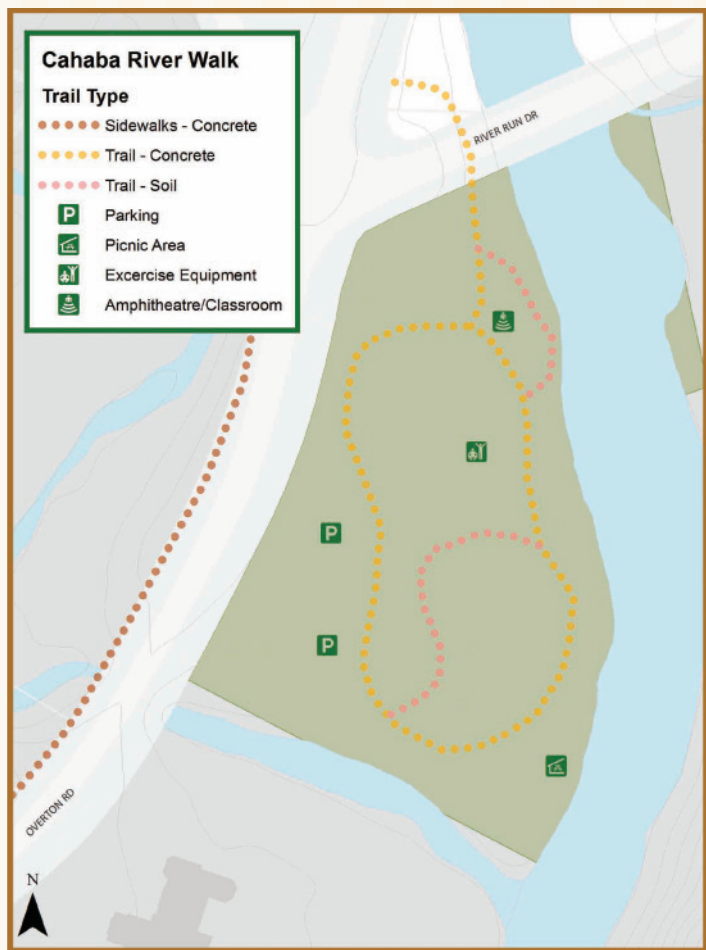 Cahaba River Walk
Trail Type
Sidewalks - Concrete
Trail - Concrete
Trail - Soil
P Parking
Picnic Area
Excercise Equipment
Amphitheatre/Classroom
RIVER RUN DR
P
P
OVERTON RD
N